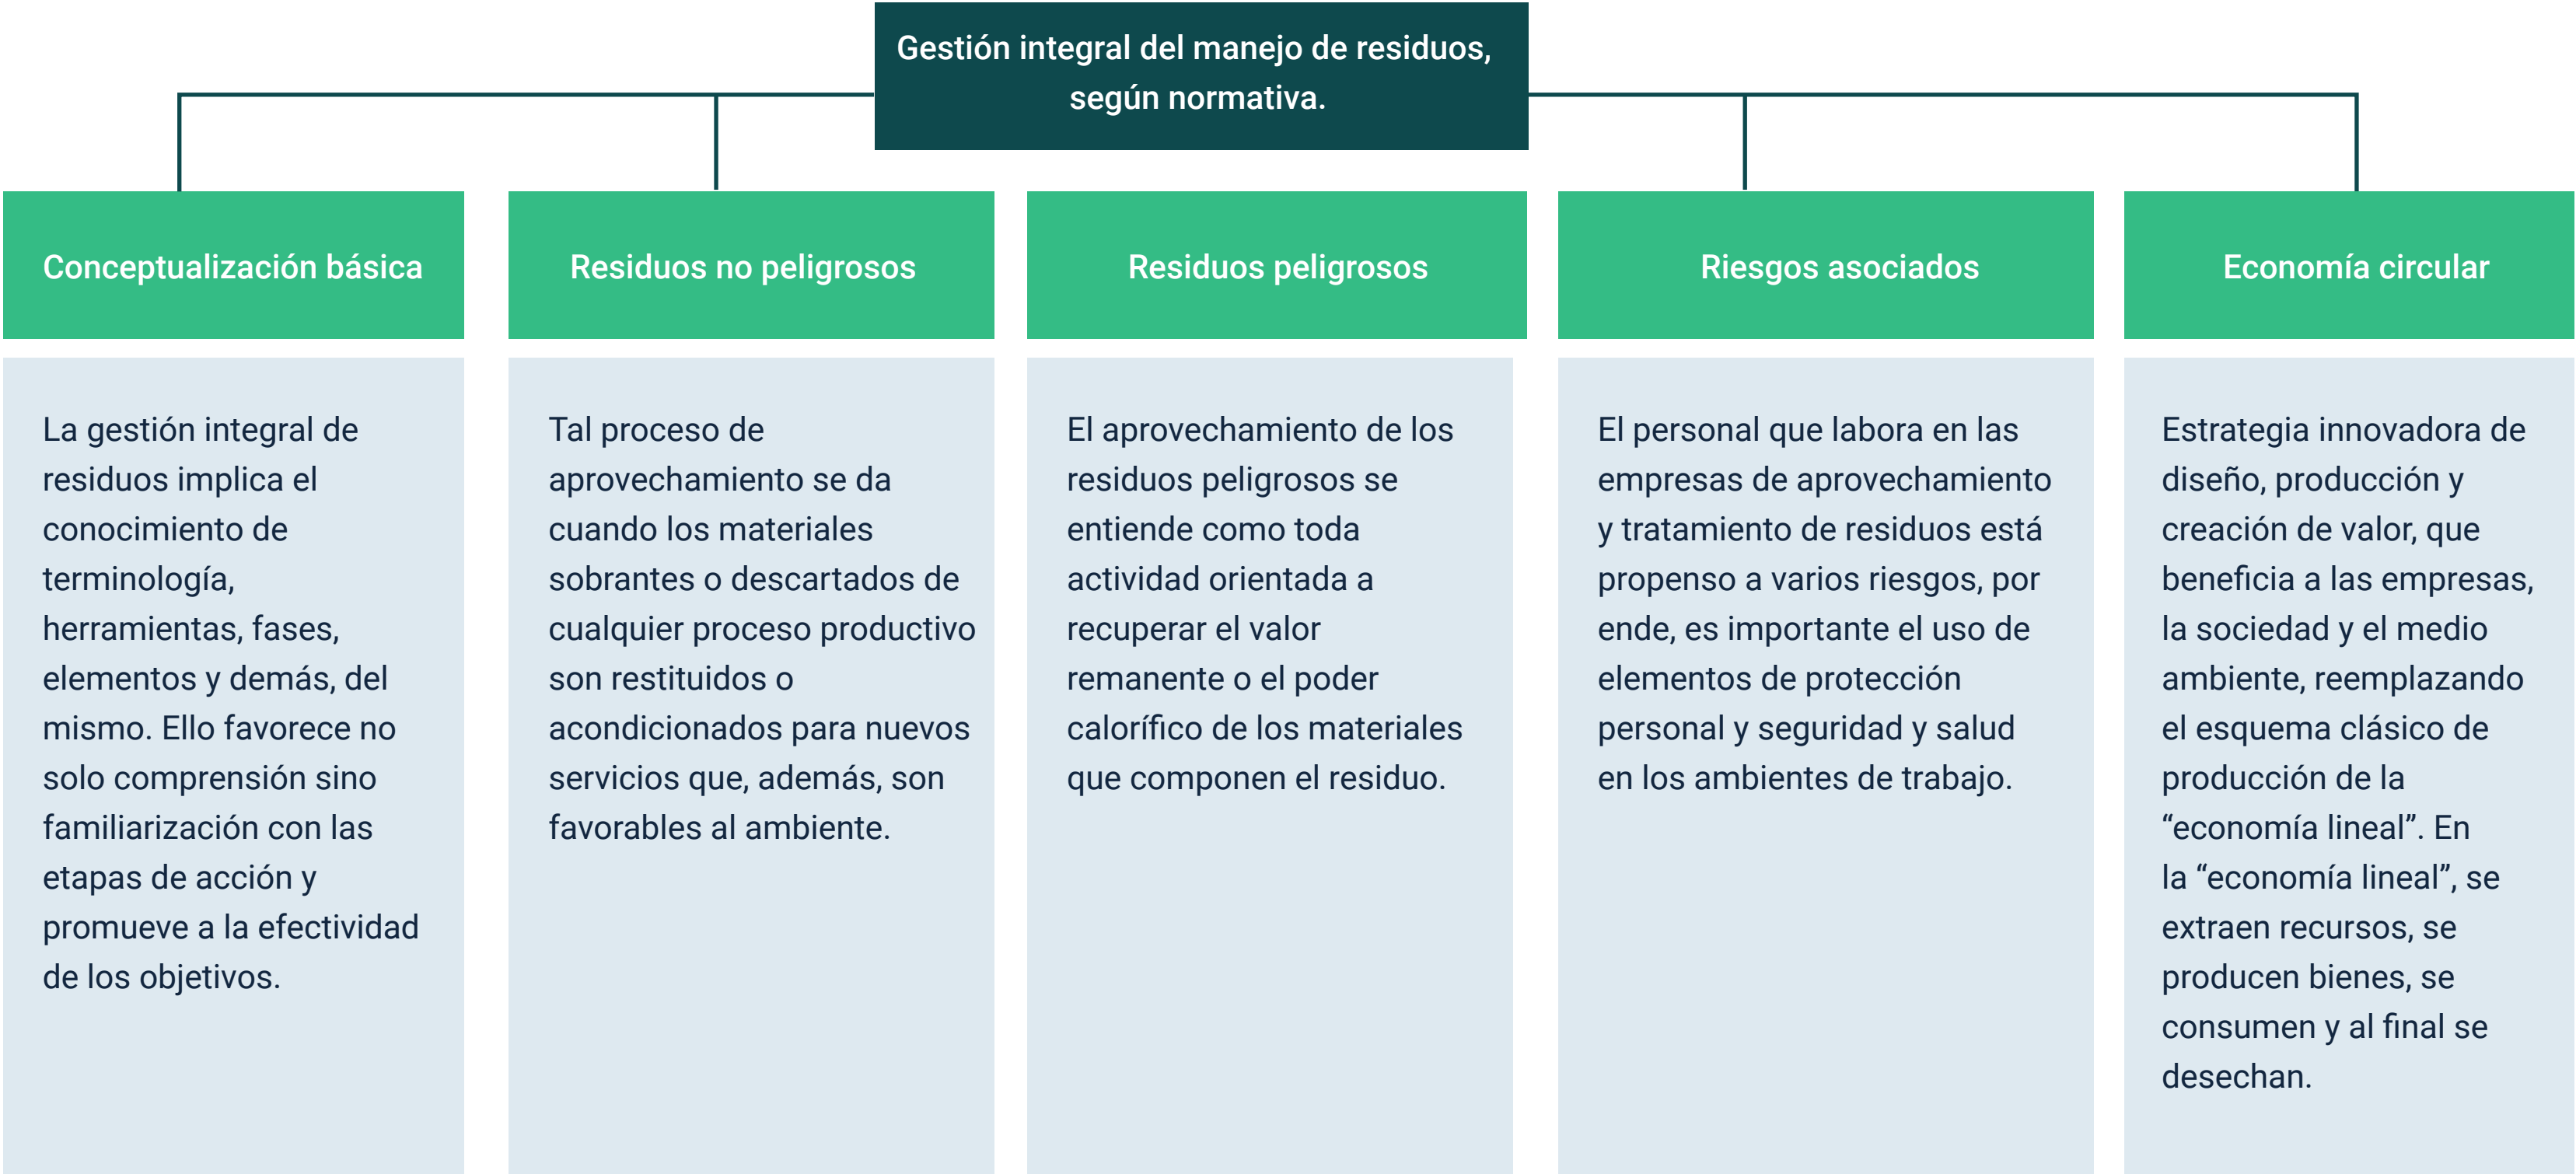 Gestión integral del manejo de residuos,
según normativa.
Conceptualización básica
La gestión integral de
residuos implica el
conocimiento de
terminología,
herramientas, fases,
elementos y demás, del
mismo. Ello favorece no
solo comprensión sino
familiarización con las
etapas de acción y
promueve a la efectividad
de los objetivos.
Residuos no peligrosos
Tal proceso de
aprovechamiento se da
cuando los materiales
sobrantes o descartados de
cualquier proceso productivo
son restituidos o
acondicionados para nuevos
servicios que, además, son
favorables al ambiente.
Residuos peligrosos
El aprovechamiento de los
residuos peligrosos se
entiende como toda
actividad orientada a
recuperar el valor
remanente o el poder
calorífico de los materiales
que componen el residuo.
Riesgos asociados
El personal que labora en las
empresas de aprovechamiento
y tratamiento de residuos está
propenso a varios riesgos, por
ende, es importante el uso de
elementos de protección
personal y seguridad y salud
en los ambientes de trabajo.
Economía circular
Estrategia innovadora de
diseño, producción y
creación de valor, que
beneficia a las empresas,
la sociedad y el medio
ambiente, reemplazando
el esquema clásico de
producción de la
“economía lineal”. En
la “economía lineal”, se
extraen recursos, se
producen bienes, se
consumen y al final se
desechan.